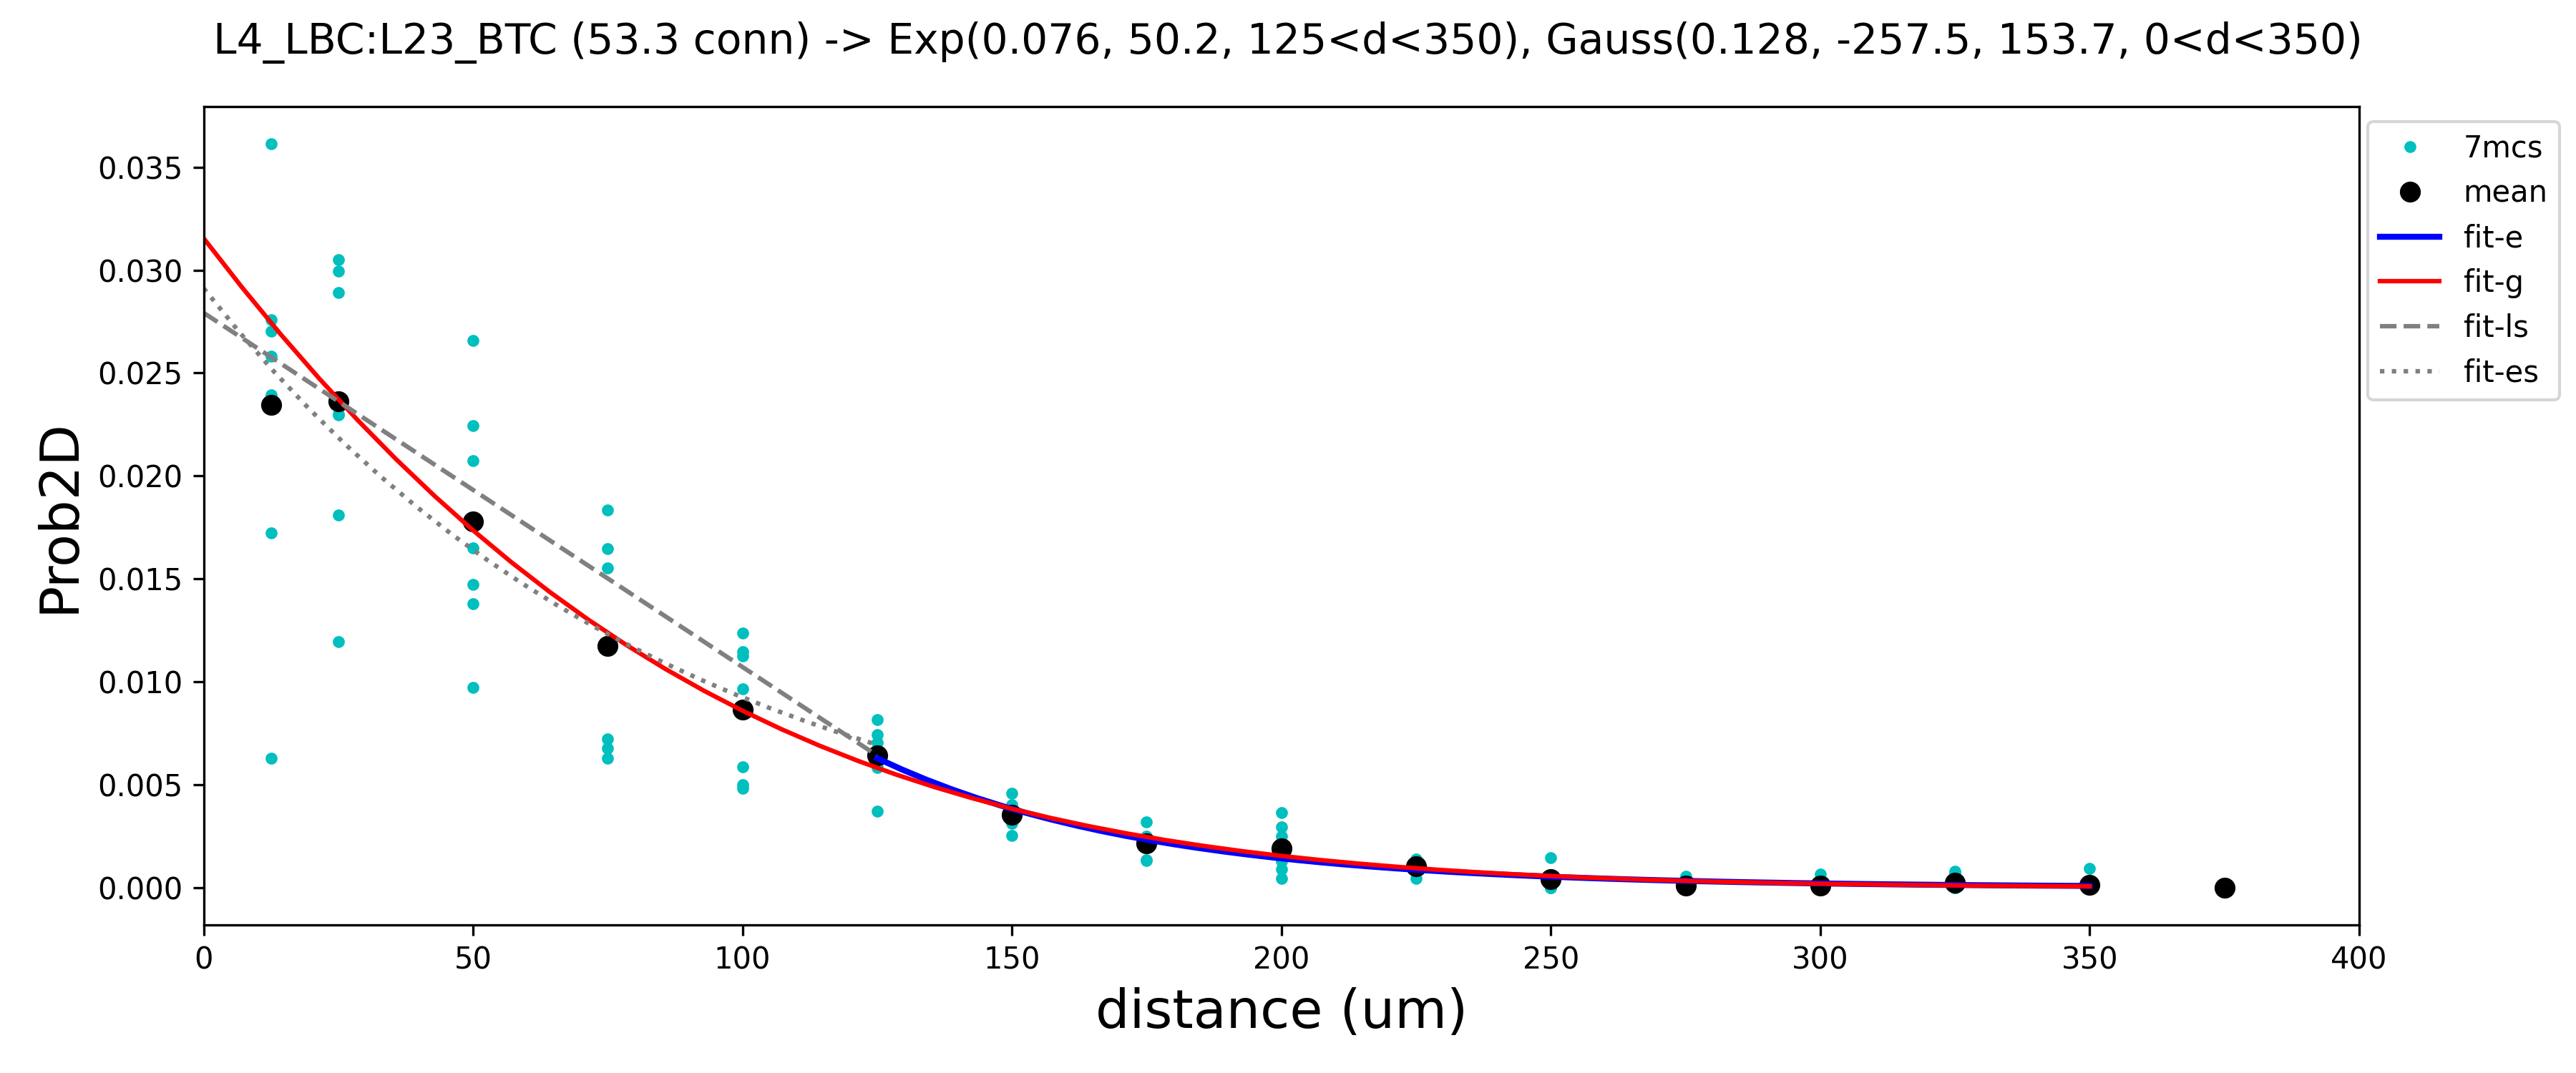 L4_LBC:L23_BTC (53.3 conn) -> Exp(0.076, 50.2, 125<d<350), Gauss(0.128, -257.5, 153.7, 0<d<350)
Prob2D
0.035
0.030
0.025
0.020
0.015
0.010
0.005
0.000
0 50 100 150 200 250 300 350 400
distance (um)
7mcs
mean
fit-e
fit-g
fit-ls
fit-es